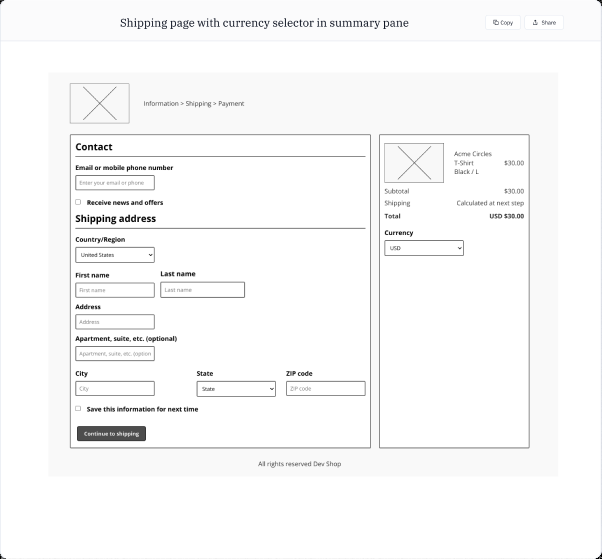 Shipping page with currency selector in summary pane
Copy
Share
Information > Shipping > Payment
Contact
Email or mobile phone number
Enter your email or phone
Receive news and offers
Shipping address
Country/Region
United States
First name
Last name
First name
Last name
Address
Address
Apartment, suite, etc. (optional)
Apartment, suite, etc. (option
City
State
ZIP code
City
State
ZIP code
Save this information for next time
Continue to shipping
Acme Circles
T-Shirt
$30.00
Black / L
Subtotal
$30.00
Shipping
Calculated at next step
Total
USD $30.00
Currency
USD
All rights reserved Dev Shop